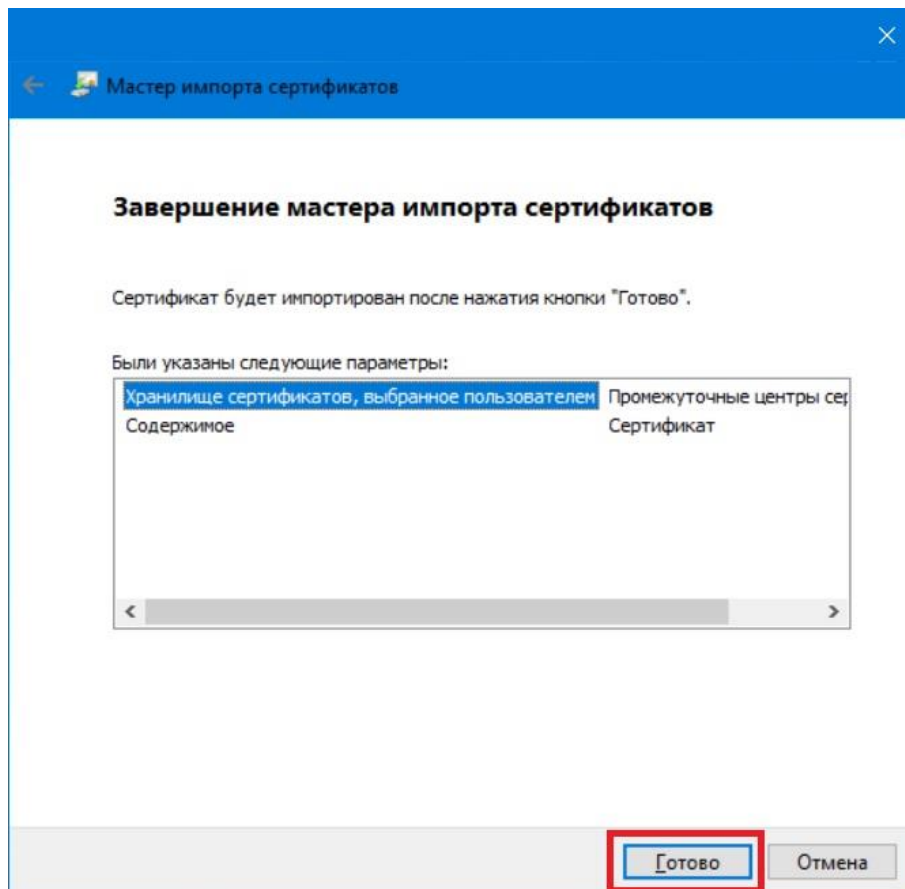 Мастер импорта сертификатов
Завершение мастера импорта сертификатов
Сертификат будет импортирован после нажатия кнопки "Готово".
Были указаны следующие параметры:
Хранилище сертификатов, выбранное пользователем Промежуточные центры сер
Содержимое Сертификат
Готово Отмена